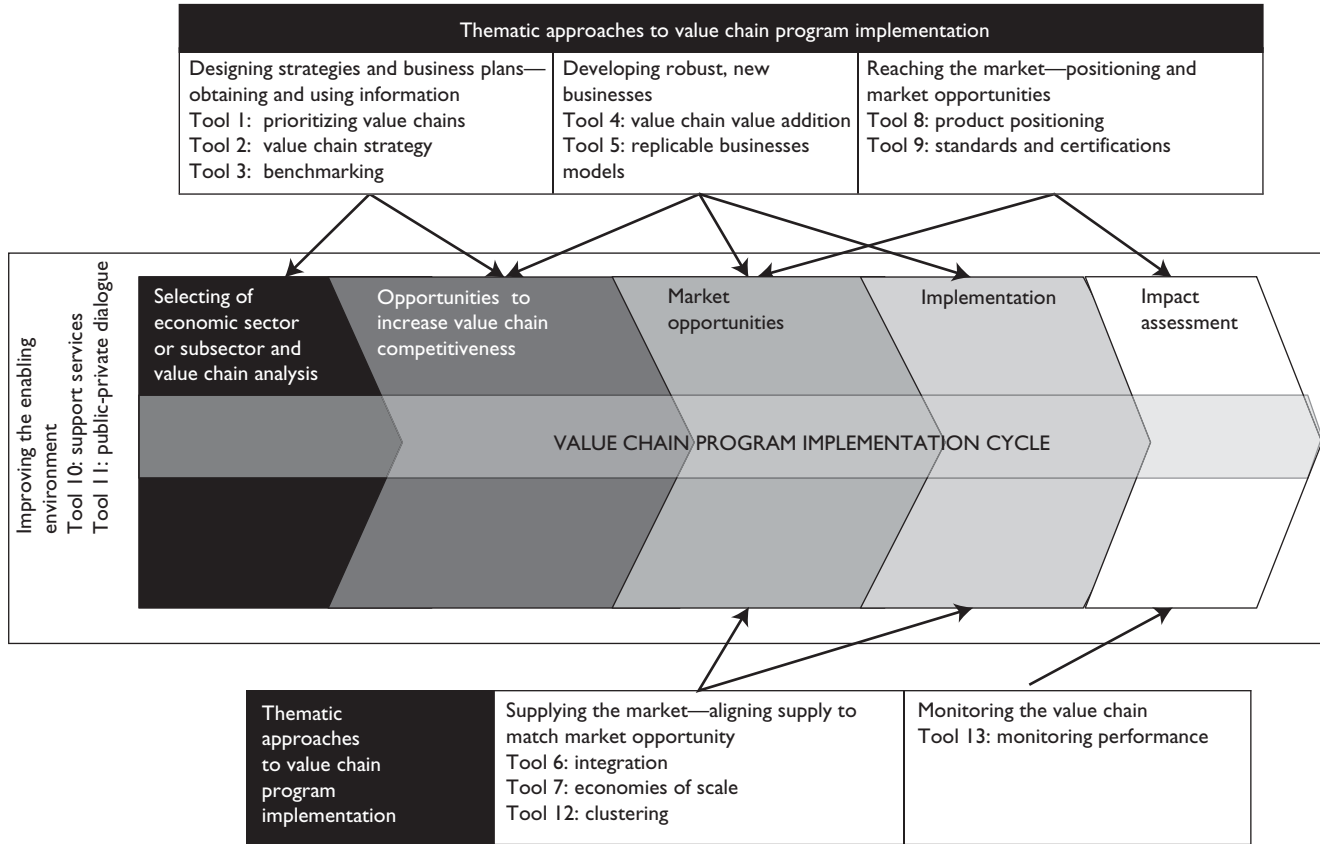 Thematic approaches to value chain program implementation
Designing strategies and business plans—
obtaining and using information
Tool 1: prioritizing value chains
Tool 2: value chain strategy
Tool 3: benchmarking
Developing robust, new
businesses
Tool 4: value chain value addition
Tool 5: replicable businesses
models
Reaching the market—positioning and
market opportunities
Tool 8: product positioning
Tool 9: standards and certifications
Improving the enabling
environment
Tool 10: support services
Tool 11: public-private dialogue
Selecting of
economic sector
or subsector and
value chain analysis
Opportunities to
increase value chain
competitiveness
Market
opportunities
Implementation
Impact
assessment
VALUE CHAIN PROGRAM IMPLEMENTATION CYCLE
Thematic
approaches
to value chain
program
implementation
Supplying the market—aligning supply to
match market opportunity
Tool 6: integration
Tool 7: economies of scale
Tool 12: clustering
Monitoring the value chain
Tool 13: monitoring performance